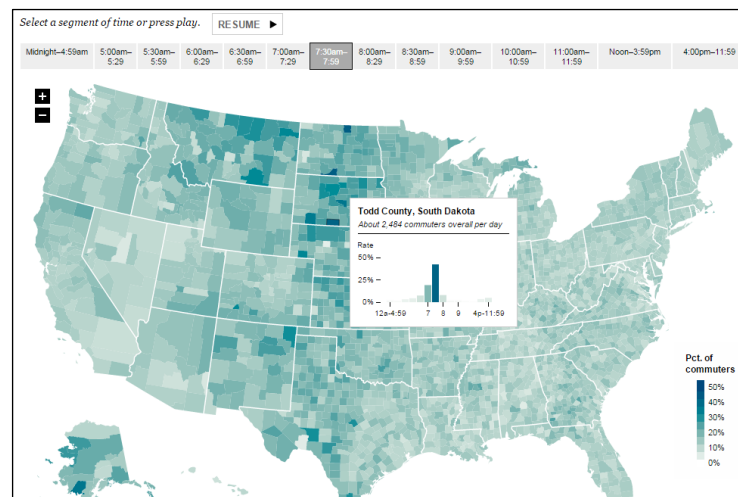 Select a segment of time or press play.
RESUME ▶
Midnight–4:59am
5:00am–
5:29
5:30am–
5:59
6:00am–
6:29
6:30am–
6:59
7:00am–
7:29
7:30am–
7:59
8:00am–
8:29
8:30am–
8:59
9:00am–
9:59
10:00am–
10:59
11:00am–
11:59
Noon–3:59pm
4:00pm–11:59
+
−
Todd County, South Dakota
About 2,484 commuters overall per day
Rate
50%
25%
0%
12a-4:59 7 8 9 4p-11:59
Pct. of
commuters
50%
40%
30%
20%
10%
0%